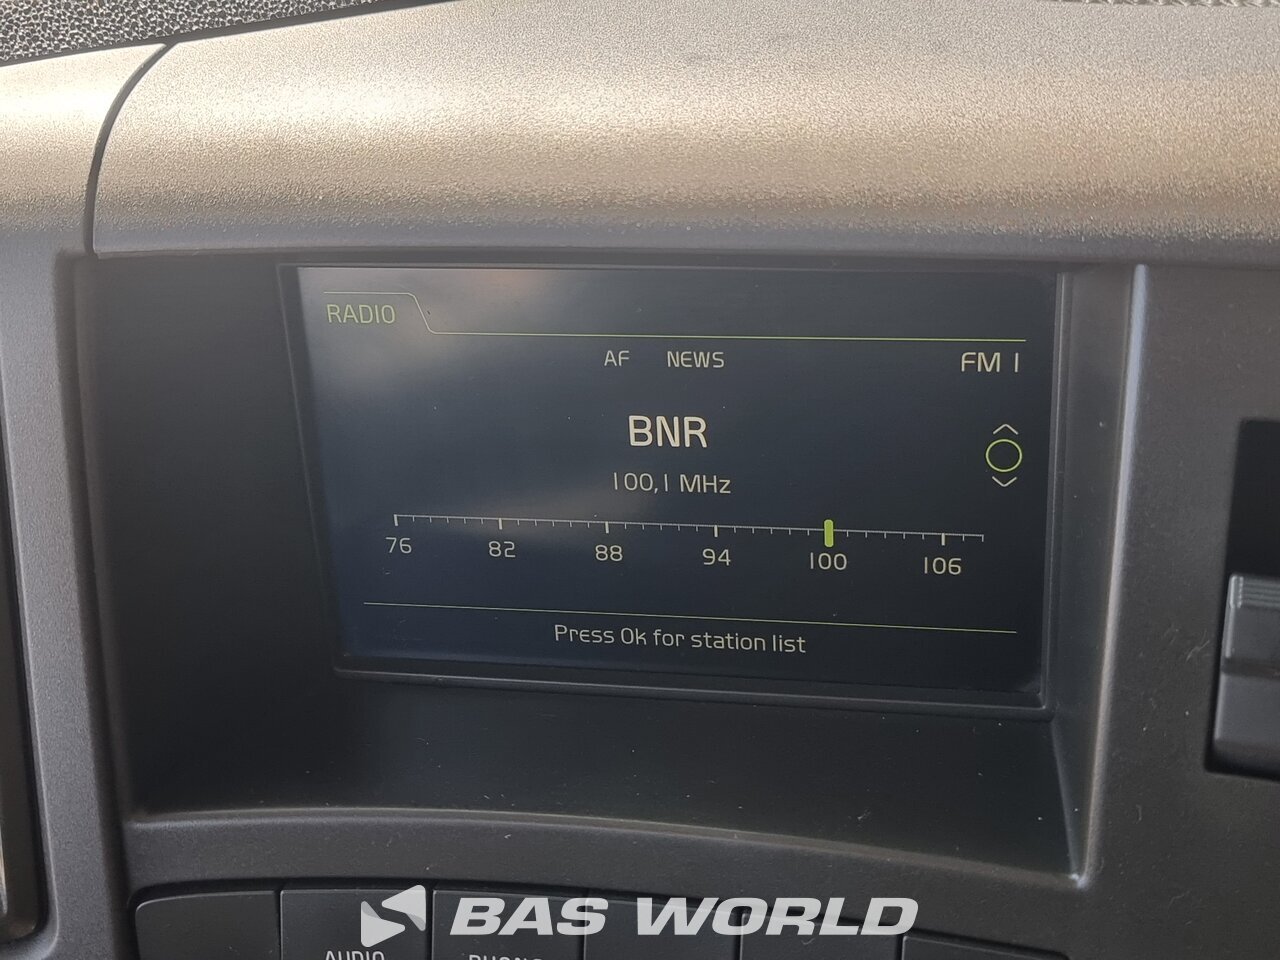 RADIO
AF NEWS FM 1
BNR
100,1 MHz
76 82 88 94 100 106
Press Ok for station list
BAS WORLD
AUDIO